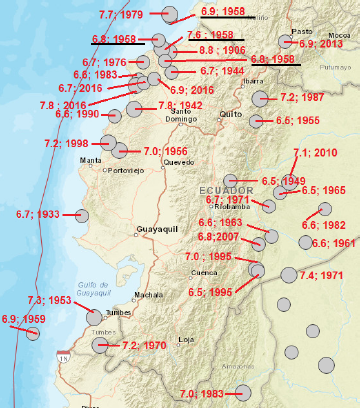 7.7; 1979
6.9; 1958
Nariño
6.8; 1958
7.6 ; 1958
Pasto
Mocoa
6.9; 2013
8.8 ; 1906
6.7; 1976
6.8; 1958
Putumayo
6.6; 1983
6.7; 1944
6.7; 2016
6.9; 2016
Ibarra
7.8 ; 2016
7.8; 1942
7.2; 1987
6.6; 1990
Santo
Domingo
Quito
6.6; 1955
7.2; 1998
7.0; 1956
Manta
Portoviejo
Quevedo
7.1; 2010
6.5; 1949
ECUADOR
6.5; 1965
6.7; 1971
Riobamba
6.7; 1933
6.6; 1963
6.6; 1982
Guayaquil
6.8;2007
6.6; 1961
7.0 ; 1995
Cuenca
7.4; 1971
Golfo de
Guayaquil
6.5; 1995
Machala
7.3; 1953
Tumbes
6.9; 1959
Tumbes
Loja
7.2; 1970
7.0; 1983